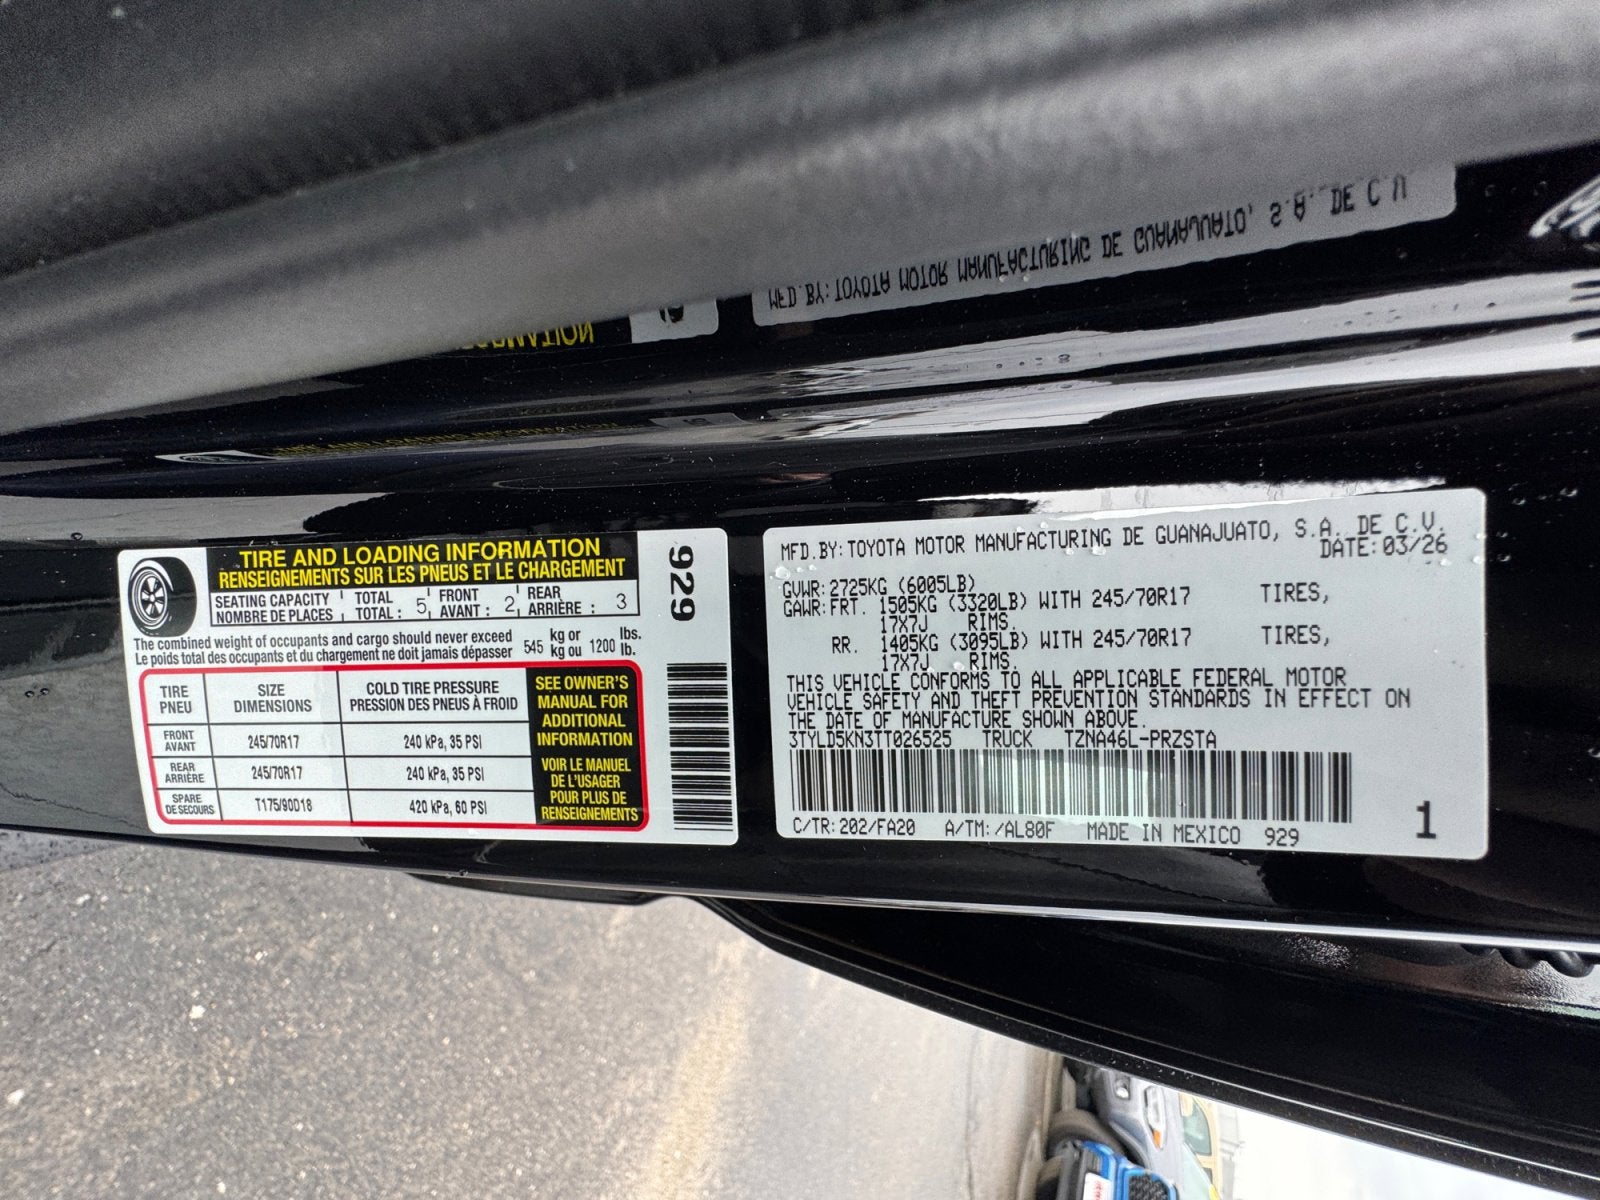 TIRE AND LOADING INFORMATION
RENSEIGNEMENTS SUR LES PNEUS ET LE CHARGEMENT
SEATING CAPACITY TOTAL FRONT REAR
NOMBRE DE PLACES TOTAL : 5 AVANT : 2 ARRIÈRE : 3
The combined weight of occupants and cargo should never exceed 545 kg or 1200 lbs.
Le poids total des occupants et du chargement ne doit jamais dépasser kg ou lb.
TIRE SIZE COLD TIRE PRESSURE
PNEU DIMENSIONS PRESSION DES PNEUS À FROID
FRONT
AVANT 245/70R17 240 kPa, 35 PSI
REAR
ARRIÈRE 245/70R17 240 kPa, 35 PSI
SPARE
DE SECOURS T175/90D18 420 kPa, 60 PSI
SEE OWNER'S
MANUAL FOR
ADDITIONAL
INFORMATION
VOIR LE MANUEL
DE L'USAGER
POUR PLUS DE
RENSEIGNEMENTS
929
MFD.BY:TOYOTA MOTOR MANUFACTURING DE GUANAJUATO, S.A. DE C.V.
DATE:03/26
GVWR:2725KG (6005LB)
GAWR:FRT. 1505KG (3320LB) WITH 245/70R17 TIRES,
17X7J RIMS.
RR. 1405KG (3095LB) WITH 245/70R17 TIRES,
17X7J RIMS.
THIS VEHICLE CONFORMS TO ALL APPLICABLE FEDERAL MOTOR
VEHICLE SAFETY AND THEFT PREVENTION STANDARDS IN EFFECT ON
THE DATE OF MANUFACTURE SHOWN ABOVE.
3TYLD5KN3TT026525 TRUCK TZNA46L-PRZSTA
C/TR:202/FA20 A/TM:/AL80F MADE IN MEXICO 929
1